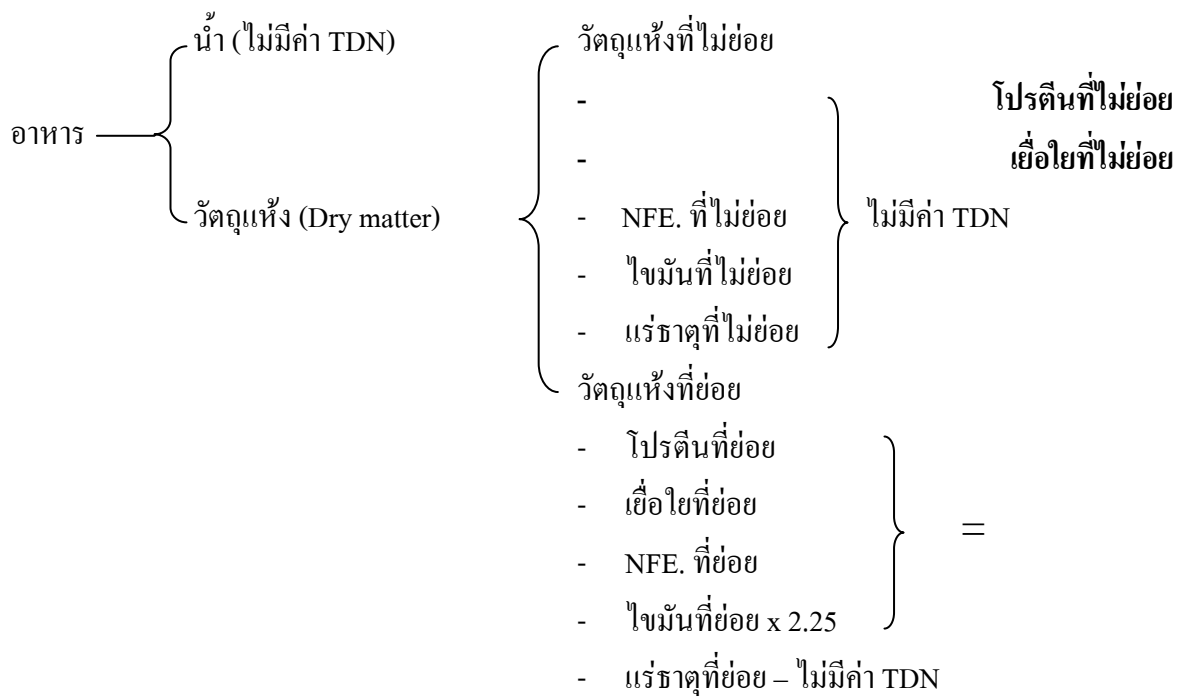 น้ำ (ไม่มีค่า TDN)
วัตถุแห้งที่ไม่ย่อย
- โปรตีนที่ไม่ย่อย
อาหาร
- เยื่อใยที่ไม่ย่อย
วัตถุแห้ง (Dry matter)
- NFE. ที่ไม่ย่อย
ไม่มีค่า TDN
- ไขมันที่ไม่ย่อย
- แร่ธาตุที่ไม่ย่อย
วัตถุแห้งที่ย่อย
- โปรตีนที่ย่อย
- เยื่อใยที่ย่อย
=
- NFE. ที่ย่อย
- ไขมันที่ย่อย x 2.25
- แร่ธาตุที่ย่อย – ไม่มีค่า TDN